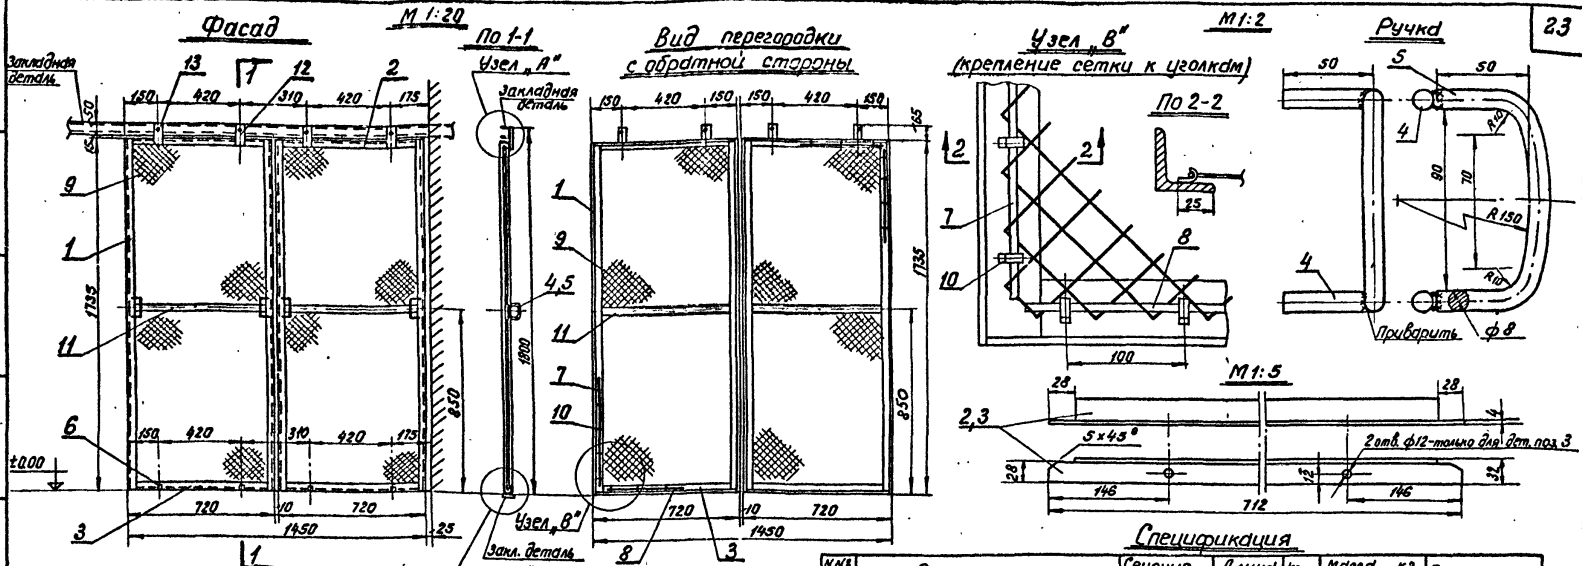 Фасад
М 1:20
По 1-1
Вид перегородки
с обратной стороны
Узел „В"
М1:2
(крепление сетки к уголкам)
Ручка
23
Закладная
деталь
13
1
12
2
150 420 310 420 175
50
15
9
1
1735
11
850
6
150 420 310 420 175
±0.00
3
720 10 720
1450
25
1
Узел „А"
Закладная
деталь
4,5
1800
Закл. деталь
150 420 150 150 420 150
65
1
9
11
7
10
1735
850
Узел „В"
720 10 720
1450
8
3
По 2-2
2
2
25
7
8
10
100
50
5
50
4
R10
90
70
R150
4
R10
Приварить
ф8
М1:5
28
28
4
2,3
5х45°
2 отв. ф12-только для дет. поз. 3
28
12
32
146
146
712
Спецификация